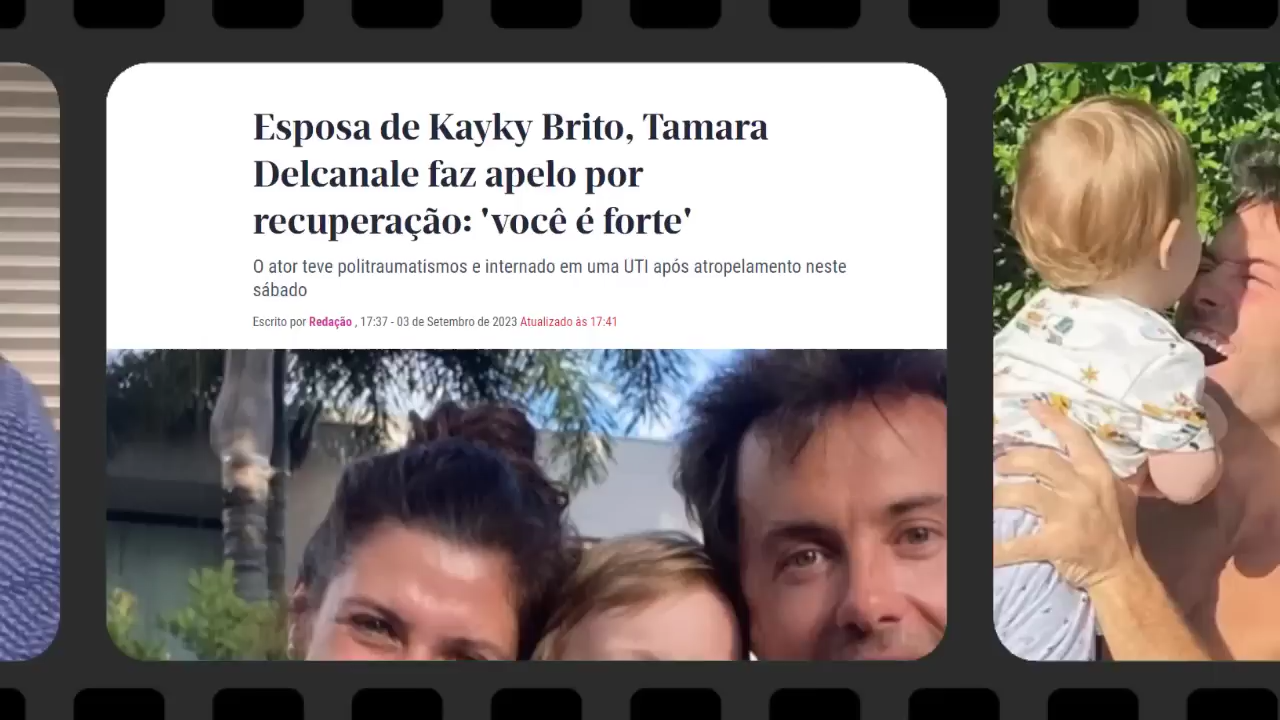 Esposa de Kayky Brito, Tamara
Delcanale faz apelo por
recuperação: 'você é forte'
O ator teve politraumatismos e internado em uma UTI após atropelamento neste
sábado
Escrito por Redação , 17:37 - 03 de Setembro de 2023 Atualizado às 17:41